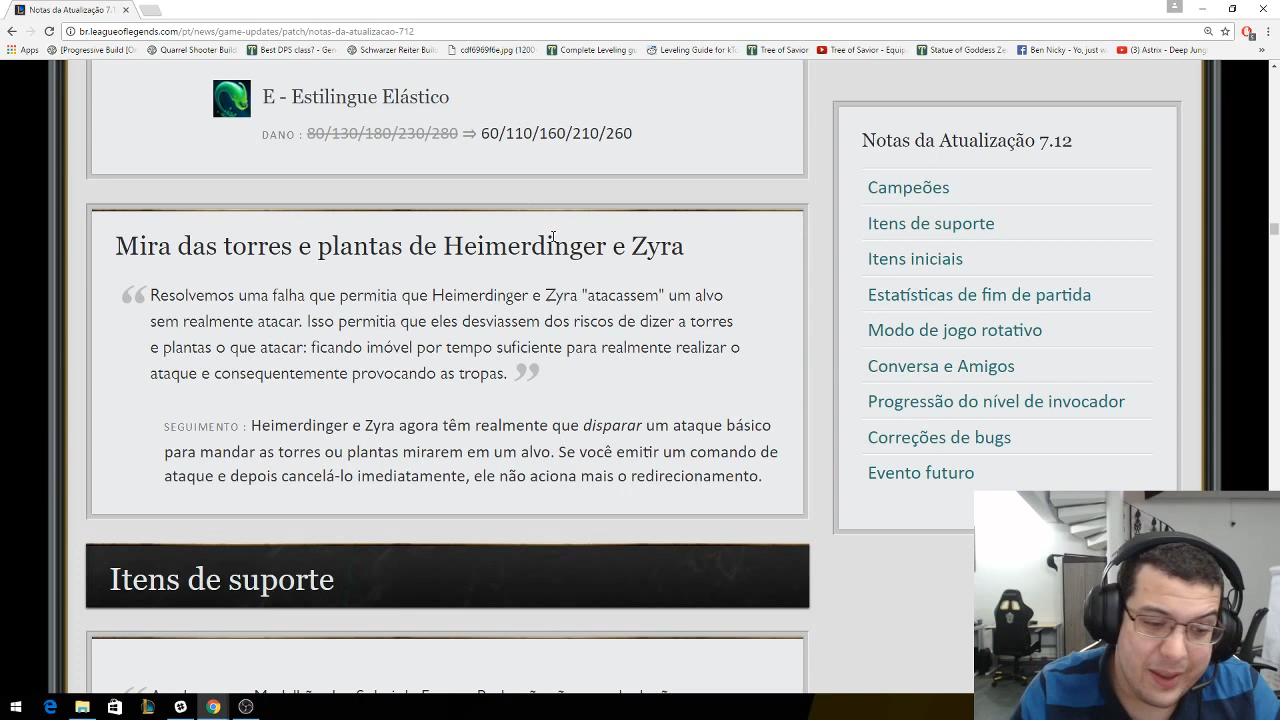 Notas da Atualização 7.1
br.leagueoflegends.com/pt/news/game-updates/patch/notas-da-atualizacao-712
Apps
[Progressive Build [O
Quarrel Shooter Build
Best DPS class? - Gen
Schwarzer Reiter Buil
cdf6969f6e.jpg (1200
Complete Leveling gu
Leveling Guide
Tree of Savior
Tree of Savior - Equip
Statue of Goddess Ze
Ben Nicky - Yo, just w
(3) Astrix - Deep Jung
E - Estilingue Elástico
DANO : 80/130/180/230/280 ⇒ 60/110/160/210/260
Mira das torres e plantas de Heimerdinger e Zyra
Resolvemos uma falha que permitia que Heimerdinger e Zyra "atacassem" um alvo
sem realmente atacar. Isso permitia que eles desviassem dos riscos de dizer a torres
e plantas o que atacar: ficando imóvel por tempo suficiente para realmente realizar o
ataque e conseqntemente provocando as tropas.
SEGUIMENTO : Heimerdinger e Zyra agora têm realmente que disparar um ataque básico
para mandar as torres ou plantas mirarem em um alvo. Se você emitir um comando de
ataque e depois cancelá-lo imediatamente, ele não aciona mais o redirecionamento.
Itens de suporte
Notas da Atualização 7.12
Campeões
Itens de suporte
Itens iniciais
Estatísticas de fim de partida
Modo de jogo rotativo
Conversa e Amigos
Progressão do nível de invocador
Correções de bugs
Evento futuro